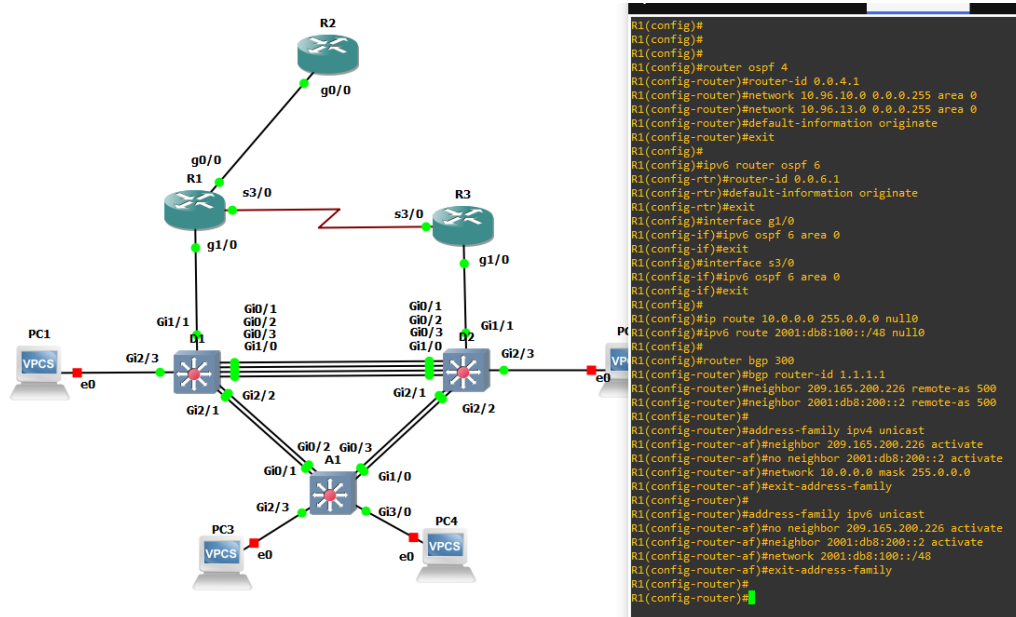 R2
g0/0
g0/0
R1
s3/0
R3
s3/0
g1/0
g1/0
Gi0/1
Gi0/2
Gi0/3
Gi1/0
Gi0/1
Gi0/2
Gi0/3
Gi1/0
Gi1/1
D1
D2
Gi1/1
PC1
VPCS
e0
Gi2/3
Gi2/3
e0
Gi2/2
Gi2/1
Gi2/1
Gi2/2
Gi0/2
Gi0/3
A1
Gi0/1
Gi1/0
Gi2/3
Gi3/0
PC3
VPCS
e0
PC4
VPCS
e0
R1(config)#
R1(config)#
R1(config)#
R1(config)#router ospf 4
R1(config-router)#router-id 0.0.4.1
R1(config-router)#network 10.96.10.0 0.0.0.255 area 0
R1(config-router)#network 10.96.13.0 0.0.0.255 area 0
R1(config-router)#default-information originate
R1(config-router)#exit
R1(config)#
R1(config)#ipv6 router ospf 6
R1(config-rtr)#router-id 0.0.6.1
R1(config-rtr)#default-information originate
R1(config-rtr)#exit
R1(config)#interface g1/0
R1(config-if)#ipv6 ospf 6 area 0
R1(config-if)#exit
R1(config)#interface s3/0
R1(config-if)#ipv6 ospf 6 area 0
R1(config-if)#exit
R1(config)#
R1(config)#ip route 10.0.0.0 255.0.0.0 null0
R1(config)#ipv6 route 2001:db8:100::/48 null0
R1(config)#
R1(config)#router bgp 300
R1(config-router)#bgp router-id 1.1.1.1
R1(config-router)#neighbor 209.165.200.226 remote-as 500
R1(config-router)#neighbor 2001:db8:200::2 remote-as 500
R1(config-router)#
R1(config-router)#address-family ipv4 unicast
R1(config-router-af)#neighbor 209.165.200.226 activate
R1(config-router-af)#no neighbor 2001:db8:200::2 activate
R1(config-router-af)#network 10.0.0.0 mask 255.0.0.0
R1(config-router-af)#exit-address-family
R1(config-router)#
R1(config-router)#address-family ipv6 unicast
R1(config-router-af)#no neighbor 209.165.200.226 activate
R1(config-router-af)#neighbor 2001:db8:200::2 activate
R1(config-router-af)#network 2001:db8:100::/48
R1(config-router-af)#exit-address-family
R1(config-router)#
R1(config-router)#